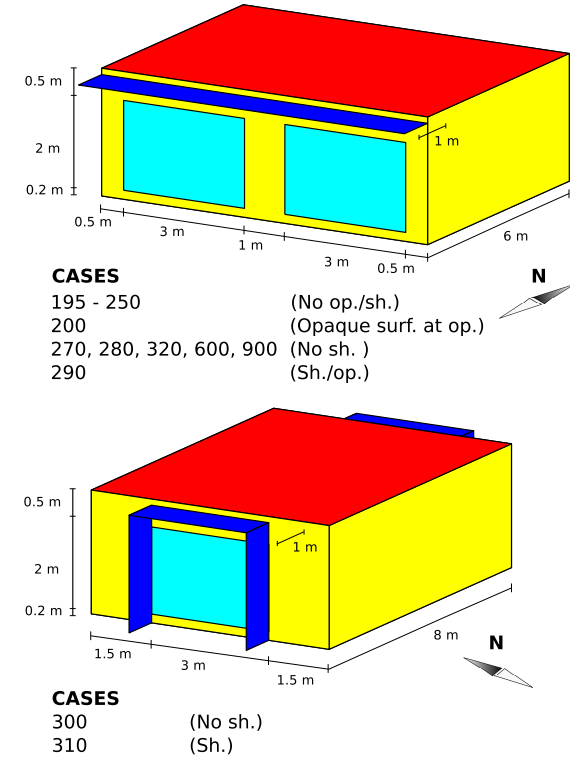 0.5 m
2 m
0.2 m
1 m
0.5 m
3 m
1 m
3 m
0.5 m
6 m
CASES
N
195 - 250 (No op./sh.)
200 (Opaque surf. at op.)
270, 280, 320, 600, 900 (No sh. )
290 (Sh./op.)
0.5 m
2 m
0.2 m
1 m
1.5 m
3 m
1.5 m
8 m
N
CASES
300 (No sh.)
310 (Sh.)